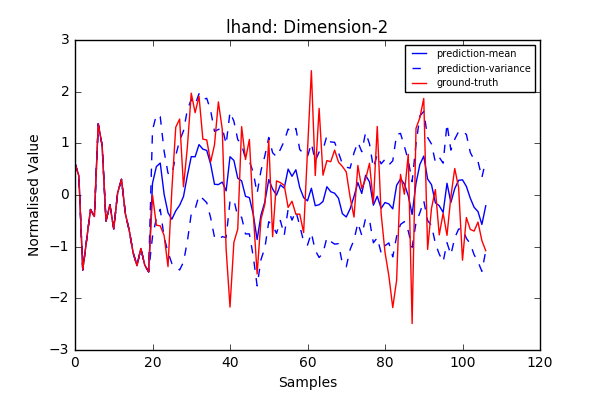 lhand: Dimension-2
3
2
1
0
−1
−2
−3
Normalised Value
prediction-mean
prediction-variance
ground-truth
0 20 40 60 80 100 120
Samples